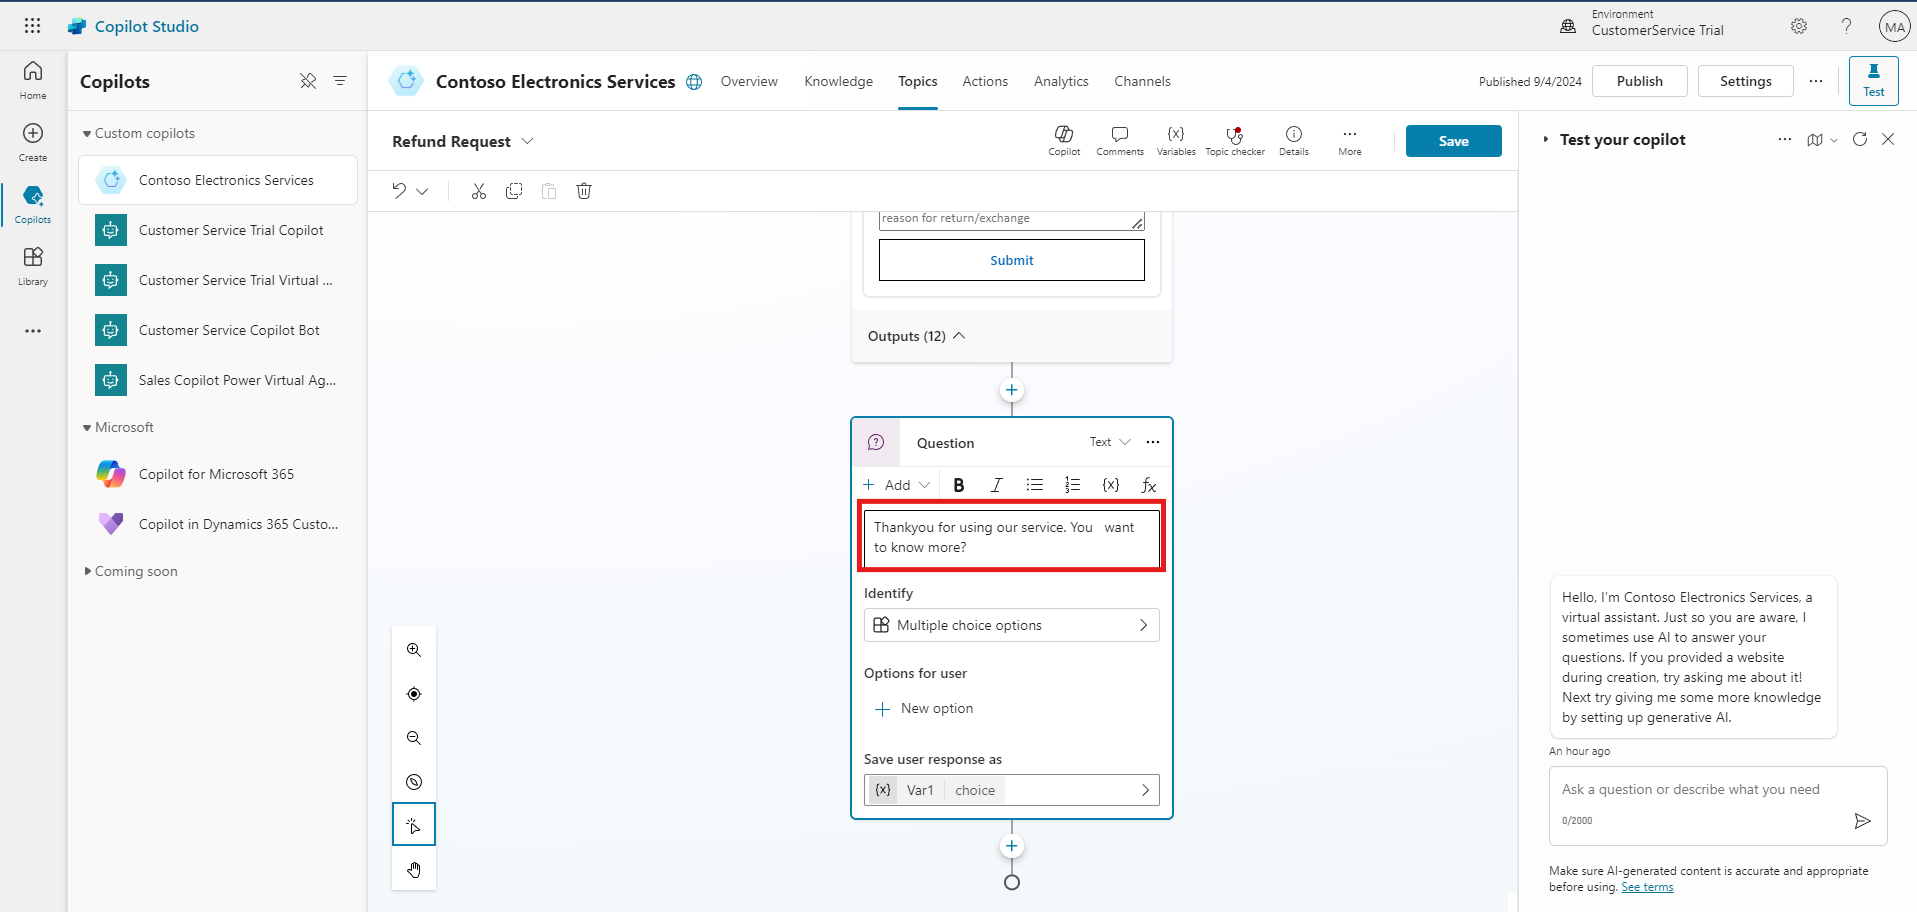 Copilot Studio
Environment
CustomerService Trial
MA
Home
Create
Copilots
Library
Copilots
Custom copilots
Contoso Electronics Services
Customer Service Trial Copilot
Customer Service Trial Virtual ...
Customer Service Copilot Bot
Sales Copilot Power Virtual Ag...
Microsoft
Copilot for Microsoft 365
Copilot in Dynamics 365 Custo...
Coming soon
Contoso Electronics Services
Overview
Knowledge
Topics
Actions
Analytics
Channels
Published 9/4/2024
Publish
Settings
Test
Refund Request
Copilot
Comments
{x}
Variables
Topic checker
Details
More
Save
reason for return/exchange
Submit
Outputs (12)
Question
Text
Add
B
I
{x}
fx
Thankyou for using our service. You want
to know more?
Identify
Multiple choice options
Options for user
New option
Save user response as
{x} Var1 choice
Test your copilot
Hello, I'm Contoso Electronics Services, a
virtual assistant. Just so you are aware, I
sometimes use AI to answer your
questions. If you provided a website
during creation, try asking me about it!
Next try giving me some more knowledge
by setting up generative AI.
An hour ago
Ask a question or describe what you need
0/2000
Make sure AI-generated content is accurate and appropriate
before using. See terms